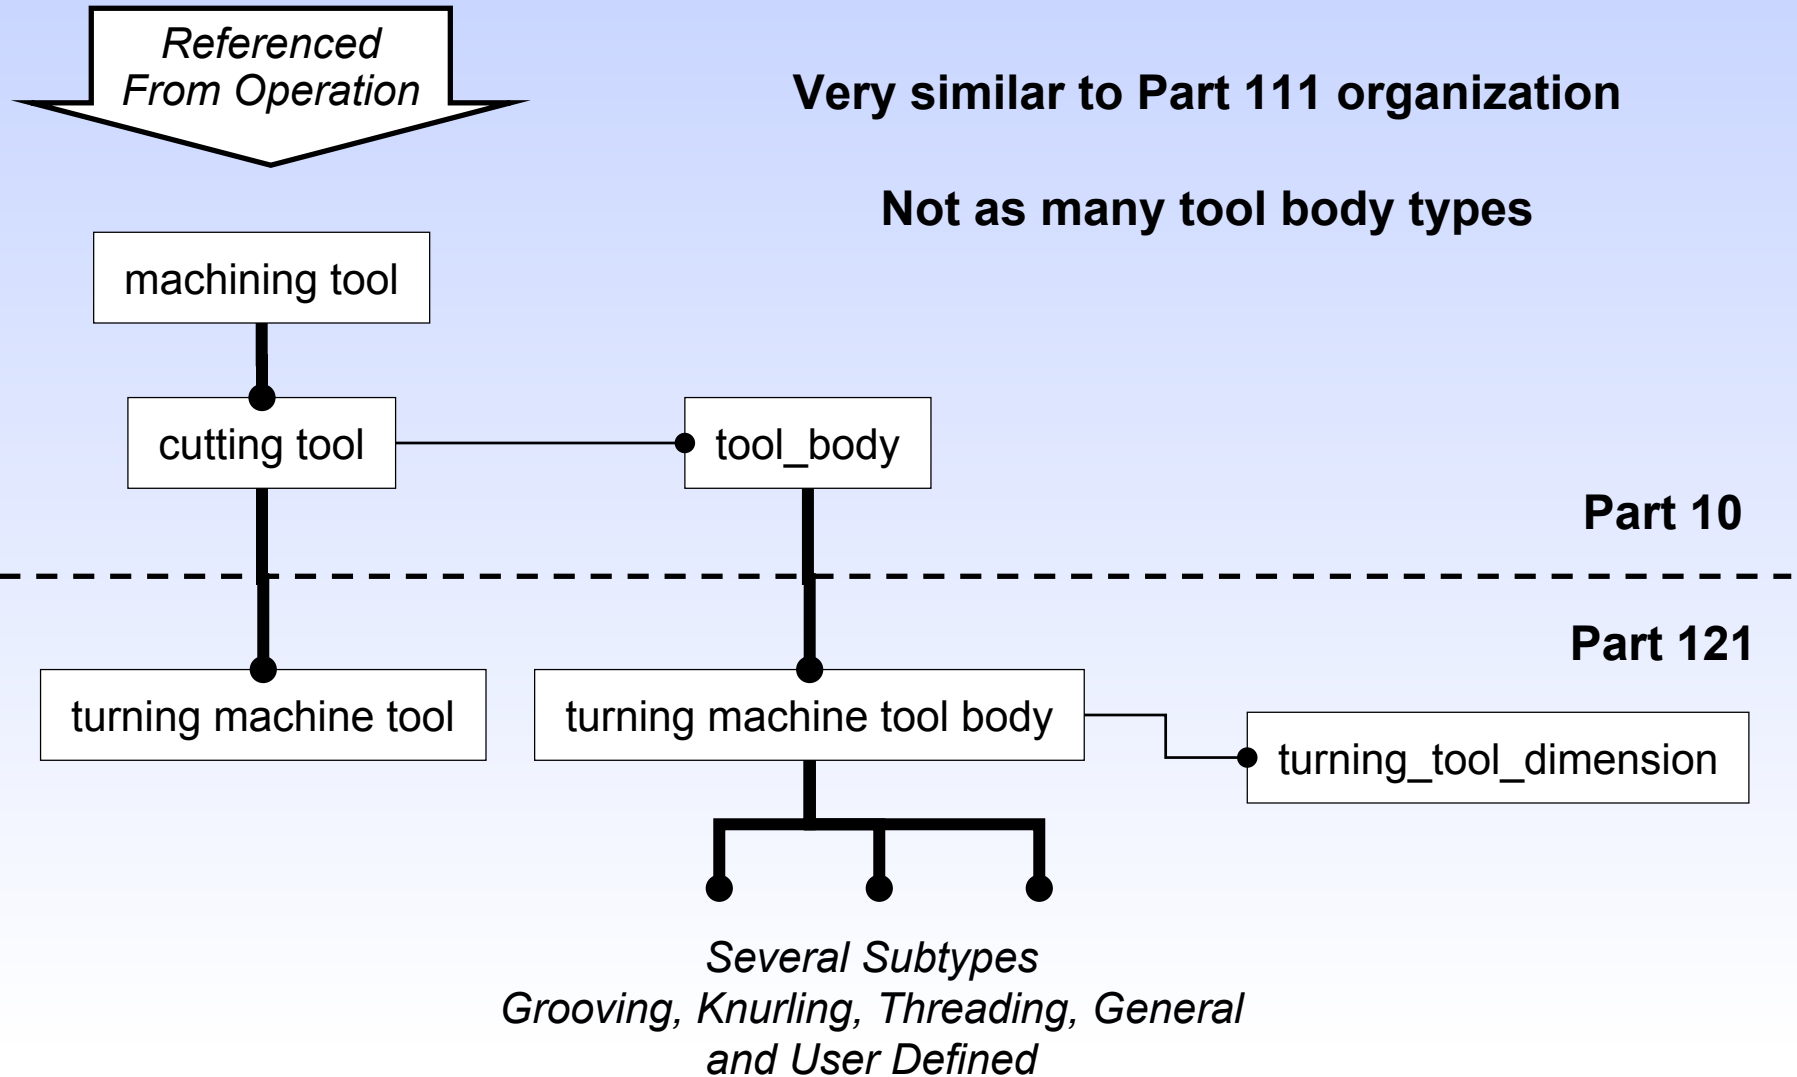 Referenced
From Operation
Very similar to Part 111 organization
Not as many tool body types
machining tool
cutting tool
tool_body
Part 10
Part 121
turning machine tool
turning machine tool body
turning_tool_dimension
Several Subtypes
Grooving, Knurling, Threading, General
and User Defined